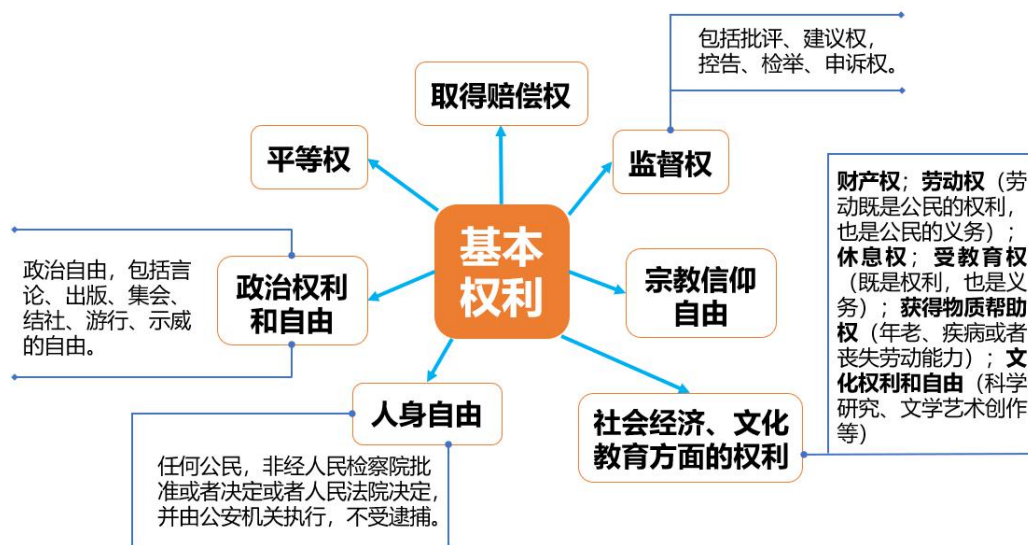 包括批评、建议权，
控告、检举、申诉权。
取得赔偿权
平等权
监督权
财产权；劳动权（劳
动既是公民的权利，
也是公民的义务）；
休息权；受教育权
（既是权利，也是义
务）；获得物质帮助
权（年老、疾病或者
丧失劳动能力）；文
化权利和自由（科学
研究、文学艺术创作
等）
基本
权利
政治自由，包括言
论、出版、集会、
结社、游行、示威
的自由。
政治权利
和自由
宗教信仰
自由
人身自由
社会经济、文化
教育方面的权利
任何公民，非经人民检察院批
准或者决定或者人民法院决定，
并由公安机关执行，不受逮捕。